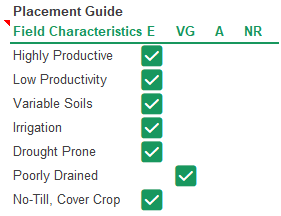 Placement Guide
Field Characteristics E VG A NR
Highly Productive
Low Productivity
Variable Soils
Irrigation
Drought Prone
Poorly Drained
No-Till, Cover Crop